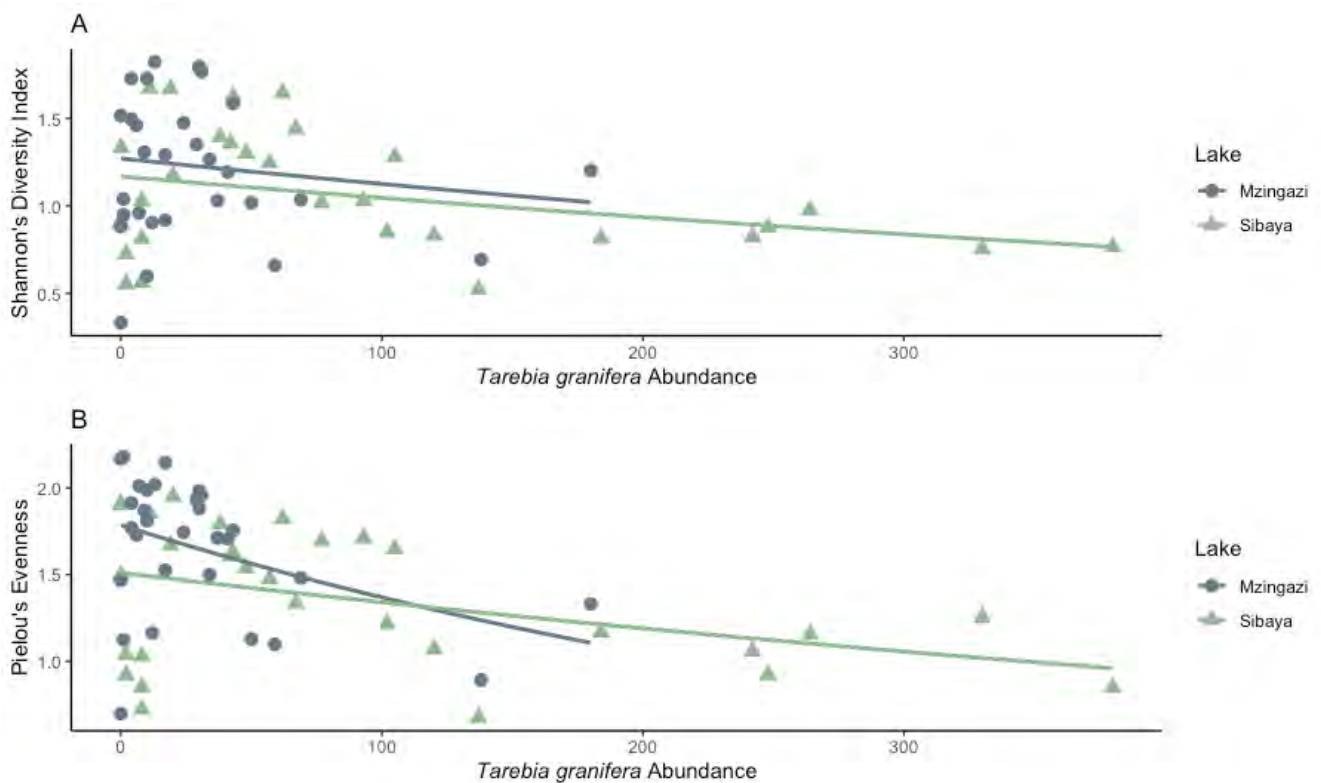 A
Shannon's Diversity Index
1.5
1.0
0.5
0
100
200
300
Tarebia granifera Abundance
Lake
Mzingazi
Sibaya
B
Pielou's Evenness
2.0
1.5
1.0
0
100
200
300
Tarebia granifera Abundance
Lake
Mzingazi
Sibaya